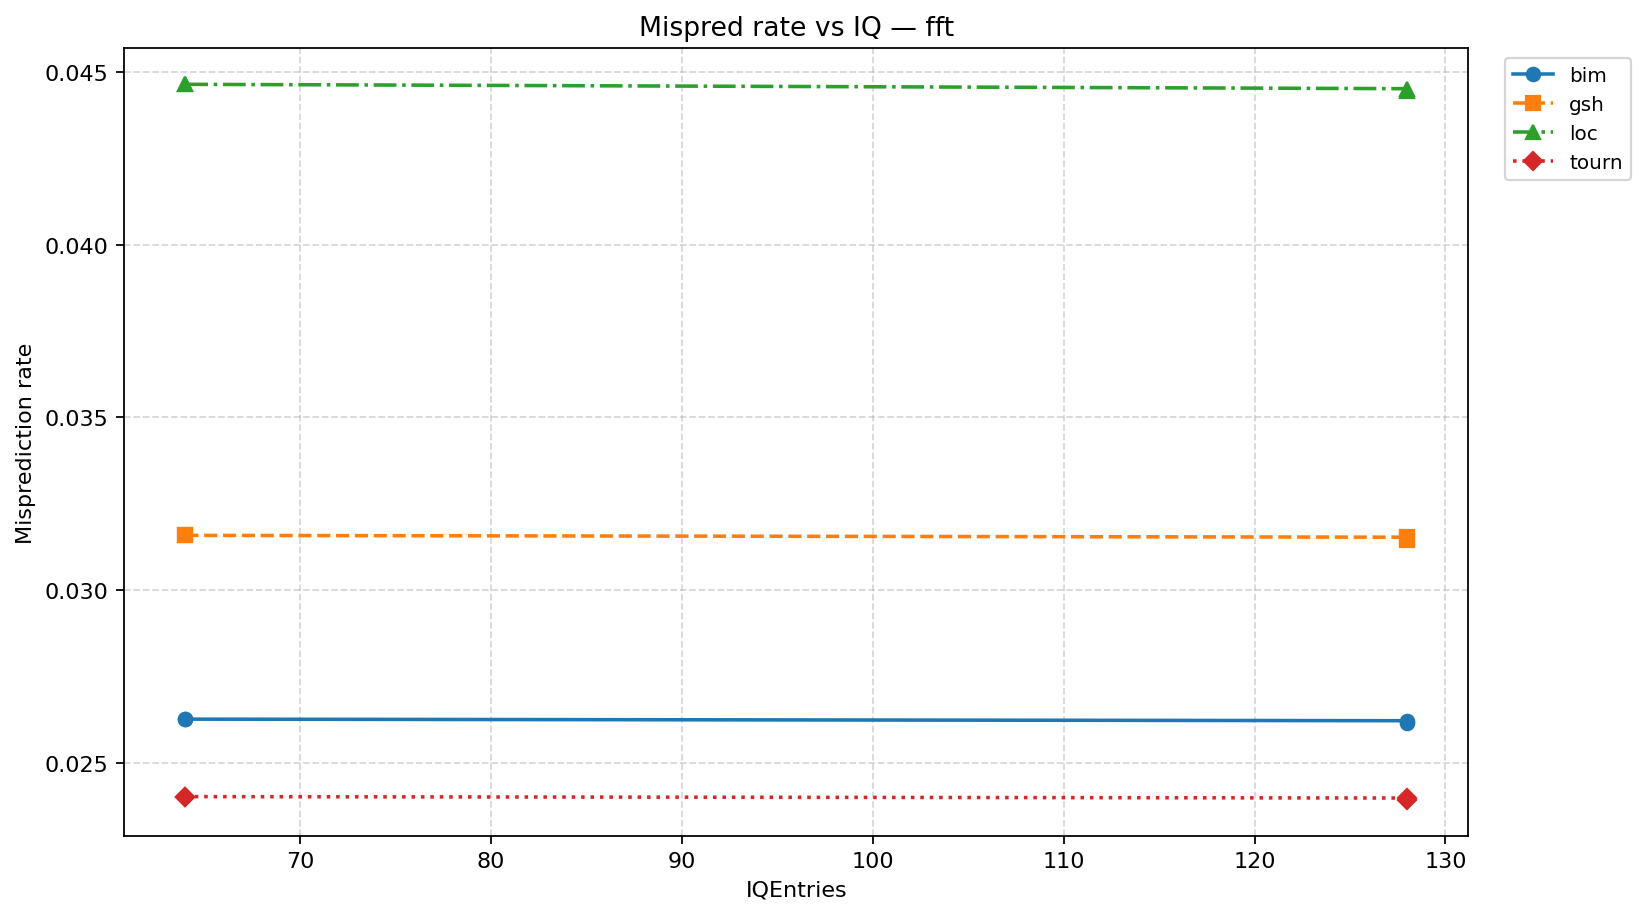 Mispred rate vs IQ — fft
Misprediction rate
0.045
0.040
0.035
0.030
0.025
70 80 90 100 110 120 130
IQEntries
bim
gsh
loc
tourn